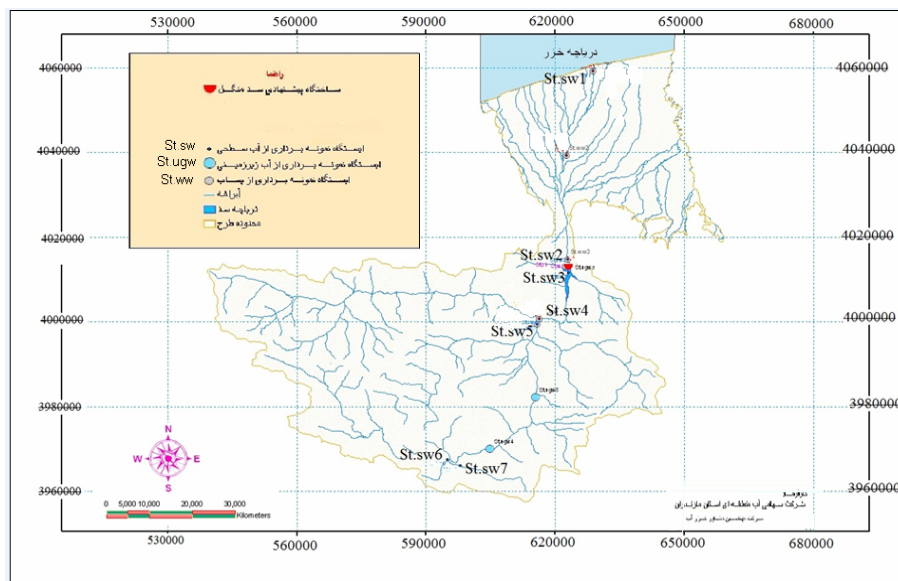 530000 560000 590000 620000 650000 680000
4060000 4060000
دریاچه خزر
St.sw1
راهنما
ساختگاه پیشنهادی سد منگل
St.sw ایستگاه نمونه برداری از آب سطحی
St.ugw ایستگاه نمونه برداری از آب زیرزمینی
St.ww ایستگاه نمونه برداری از پساب
آبراهه
دریاچه سد
محدوده طرح
4040000 4040000
4020000 4020000
St.sw2
St.sw3
4000000 4000000
St.sw4
St.sw5
3980000 3980000
St.sw6
St.sw7
N
W E
S
3960000 3960000
0 5,000 10,000 20,000 30,000
Kilometers
شرکت سهامی آب منطقه ای استان مازندران
530000 560000 590000 620000 650000 680000